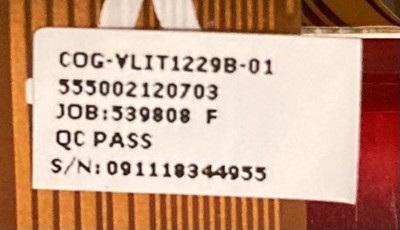 COG-VLIT1229B-01
555002120703
JOB:539808 F
QC PASS
S/N:091118344955